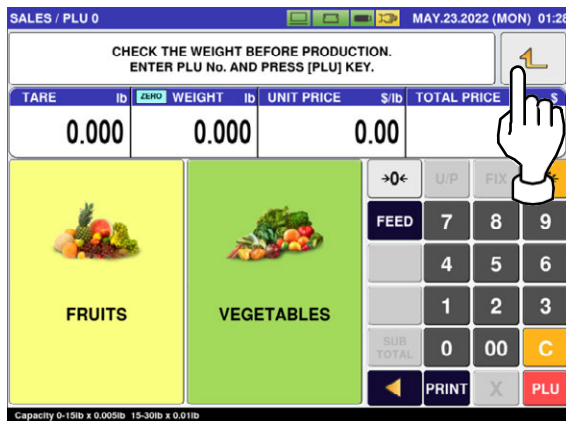 SALES / PLU 0
MAY.23.2022 (MON) 01:28
CHECK THE WEIGHT BEFORE PRODUCTION.
ENTER PLU No. AND PRESS [PLU] KEY.
TARE lb ZERO WEIGHT lb UNIT PRICE $/lb TOTAL PRICE $
0.000 0.000 0.00
→0← U/P FIX
FEED 7 8 9
4 5 6
FRUITS VEGETABLES 1 2 3
SUB TOTAL 0 00 C
PRINT X PLU
Capacity 0-15lb x 0.005lb 15-30lb x 0.01lb